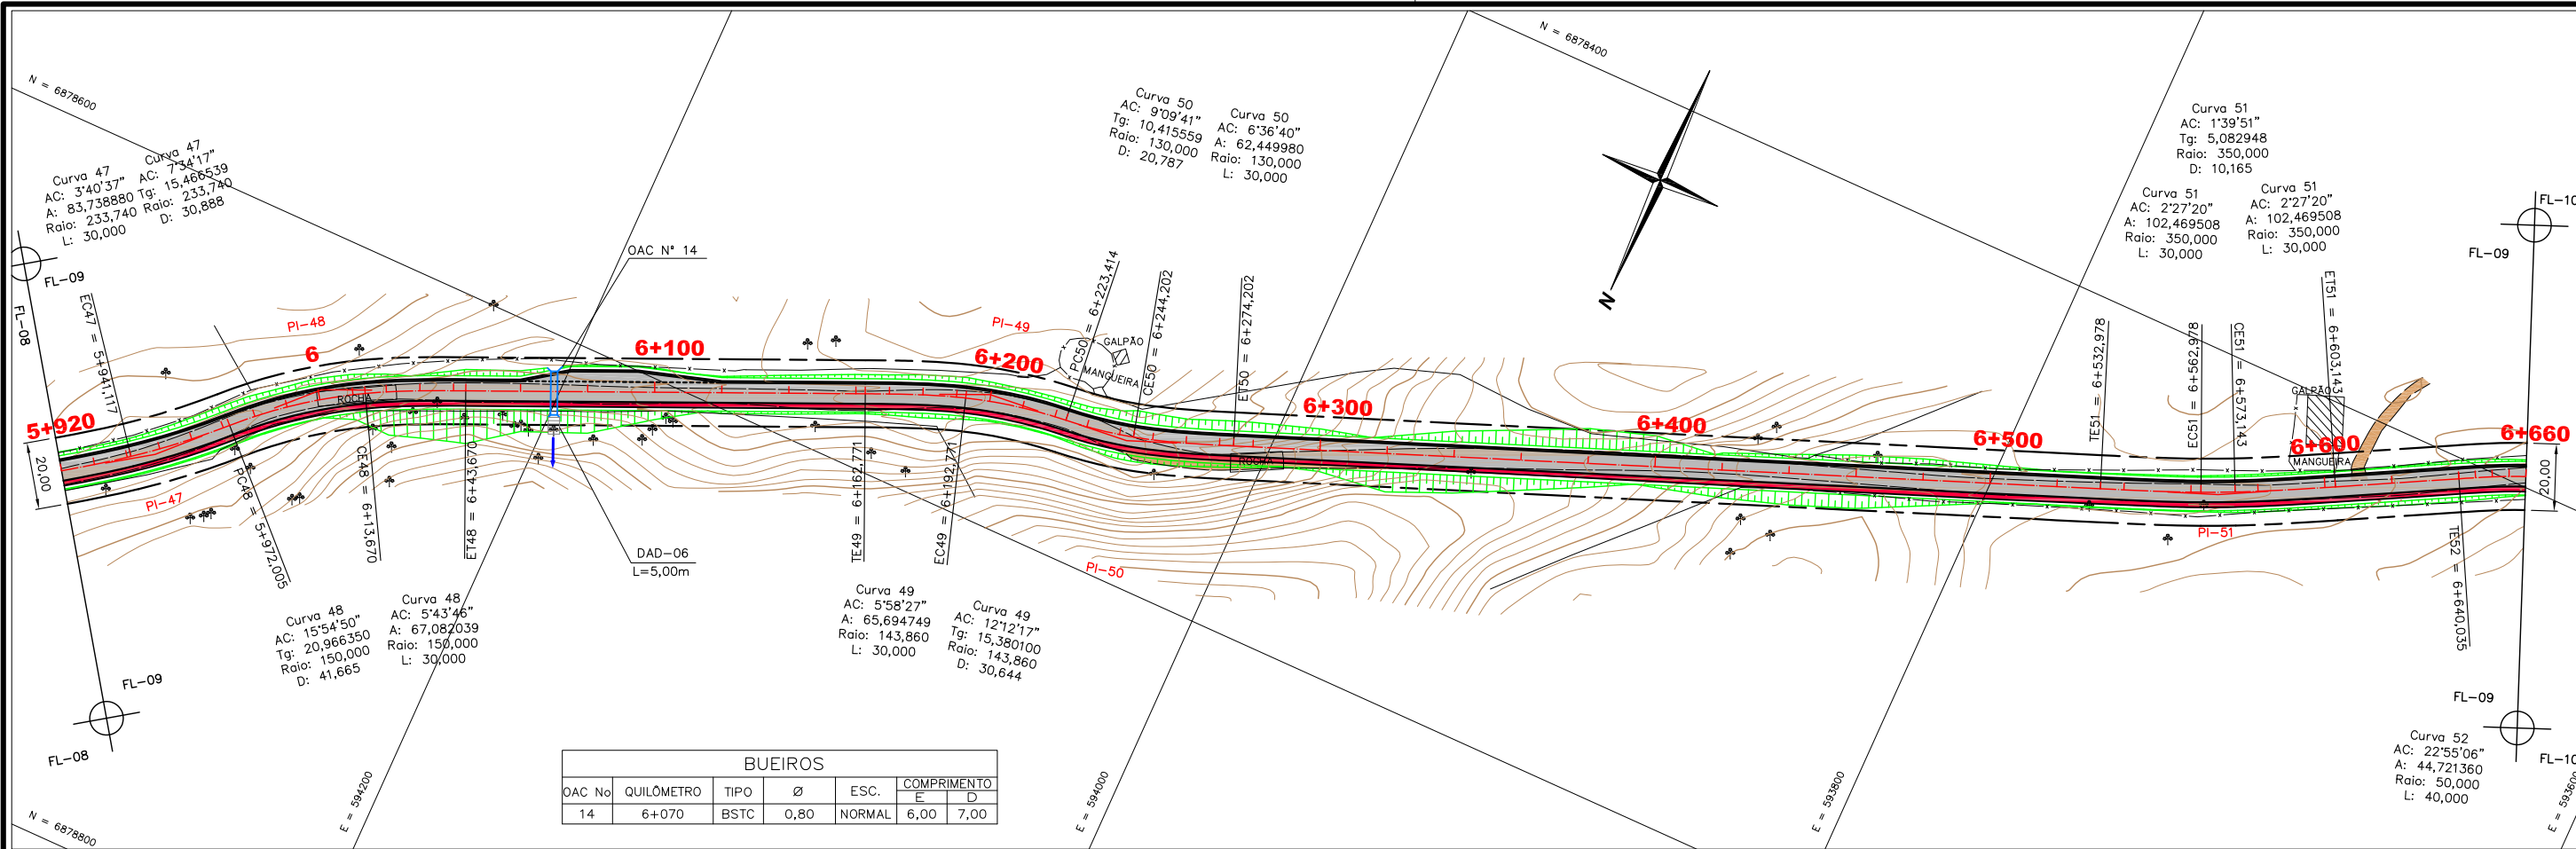 N = 6878600
N = 6878400
Curva 47
AC: 3°40'37"
A: 83,738880
Raio: 233,740
L: 30,000
Curva 47
AC: 7°34'17"
Tg: 15,466539
Raio: 233,740
D: 30,888
Curva 50
AC: 9°09'41"
Tg: 10,415559
Raio: 130,000
D: 20,787
Curva 50
AC: 6°36'40"
A: 62,449980
Raio: 130,000
L: 30,000
Curva 51
AC: 1°39'51"
Tg: 5,082948
Raio: 350,000
D: 10,165
Curva 51
AC: 2°27'20"
A: 102,469508
Raio: 350,000
L: 30,000
Curva 51
AC: 2°27'20"
A: 102,469508
Raio: 350,000
L: 30,000
FL-10
FL-09
FL-09
FL-08
OAC N° 14
N
EC47 = 5+941,117
PI-48
PI-49
PC50 = 6+223,414
CE50 = 6+244,202
ET50 = 6+274,202
GALPÃO
MANGUEIRA
TE51 = 6+532,978
EC51 = 6+562,978
CE51 = 6+573,143
ET51 = 6+603,143
GALPÃO
MANGUEIRA
5+920
6
6+100
6+200
6+300
6+400
6+500
6+600
6+660
ROCHA
ROCHA
20,00
20,00
PI-47
PC48 = 5+972,005
CE48 = 6+13,670
ET48 = 6+43,670
DAD-06
L=5,00m
TE49 = 6+162,771
EC49 = 6+192,771
PI-50
PI-51
TE52 = 6+640,035
Curva 48
AC: 15°54'50"
Tg: 20,966350
Raio: 150,000
D: 41,665
Curva 48
AC: 5°43'46"
A: 67,082039
Raio: 150,000
L: 30,000
Curva 49
AC: 5°58'27"
A: 65,694749
Raio: 143,860
L: 30,000
Curva 49
AC: 12°12'17"
Tg: 15,380100
Raio: 143,860
D: 30,644
FL-09
FL-08
FL-09
FL-10
Curva 52
AC: 22°55'06"
A: 44,721360
Raio: 50,000
L: 40,000
BUEIROS
OAC No QUILÔMETRO TIPO Ø ESC. COMPRIMENTO
E D
14 6+070 BSTC 0,80 NORMAL 6,00 7,00
N = 6878800
E = 594200
E = 594000
E = 593800
E = 593600